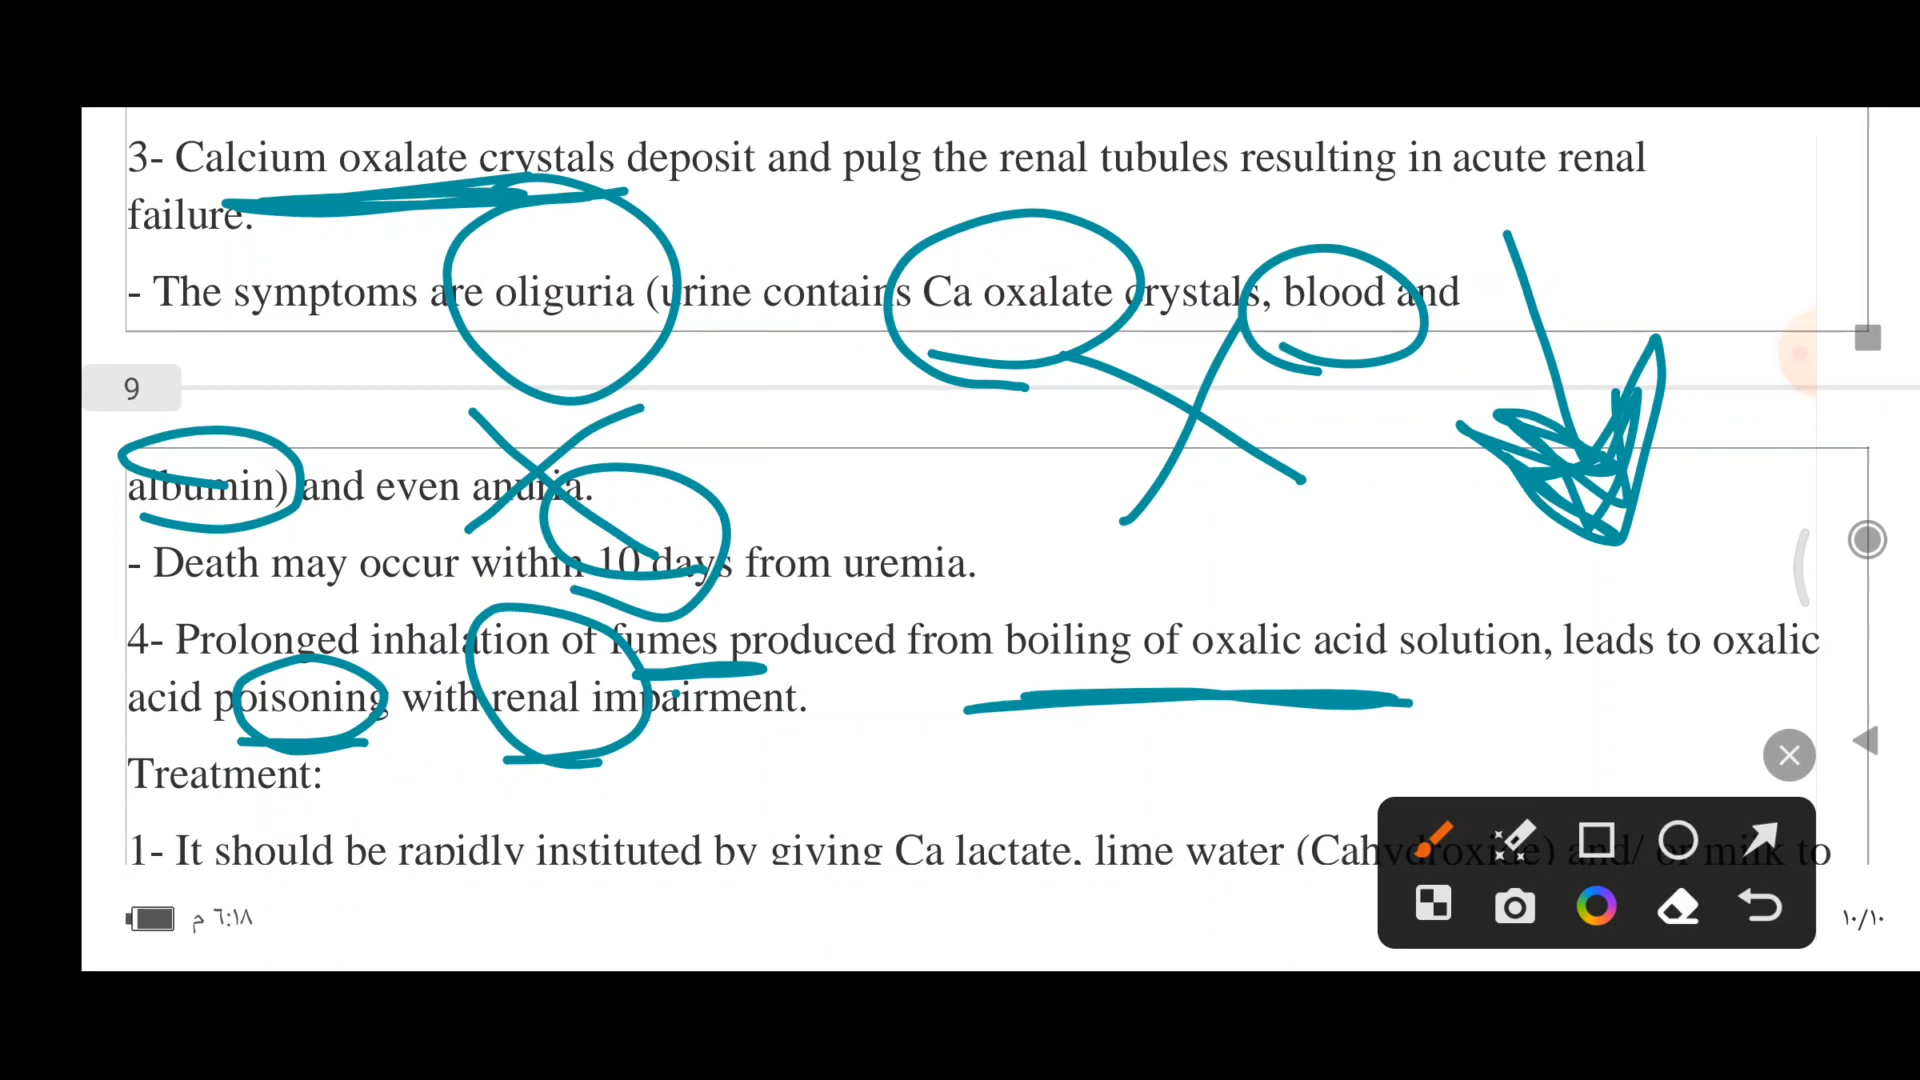 3- Calcium oxalate crystals deposit and pulg the renal tubules resulting in acute renal
failure.
- The symptoms are oliguria (urine contains Ca oxalate crystals, blood and
9
albumin) and even anuria.
- Death may occur within 10 days from uremia.
4- Prolonged inhalation of fumes produced from boiling of oxalic acid solution, leads to oxalic
acid poisoning with renal impairment.
Treatment:
1- It should be rapidly instituted by giving Ca lactate, lime water (Cahydroxide) and/ or milk to
٦:١٨ م
١٠/١٠